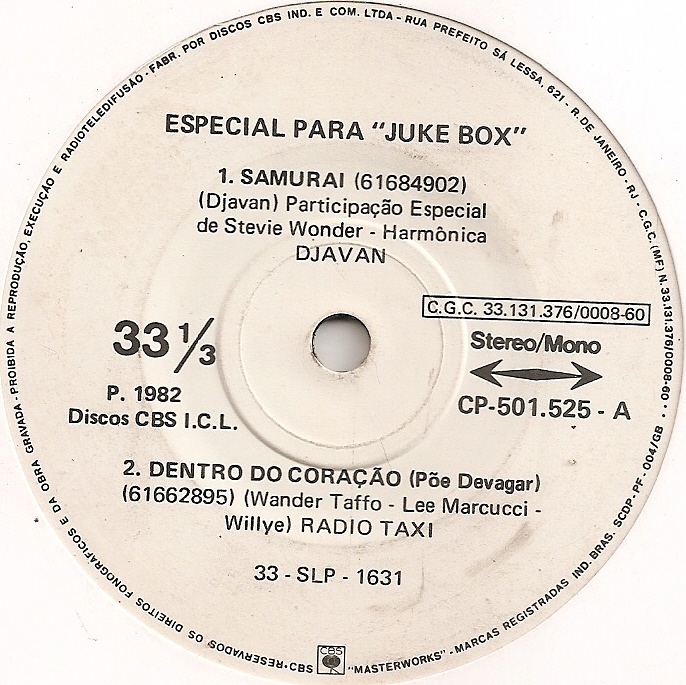 RESERVADOS OS DIREITOS FONOGRAFICOS E DA OBRA GRAVADA - PROIBIDA A REPRODUÇÃO, EXECUÇÃO E RADIOTELEDIFUSÃO - FABR. POR DISCOS CBS IND. E COM. LTDA - RUA PREFEITO SÁ LESSA, 621 - R. DE JANEIRO - RJ - C.G.C. (MF) N. 33.131.376/0008-60 ·· SCDP - PF - 004/GB
ESPECIAL PARA "JUKE BOX"
1. SAMURAI (61684902)
(Djavan) Participação Especial
de Stevie Wonder - Harmônica
DJAVAN
C.G.C. 33.131.376/0008-60
33 1/3
Stereo/Mono
P. 1982
Discos CBS I.C.L.
CP-501.525 - A
2. DENTRO DO CORAÇÃO (Põe Devagar)
(61662895) (Wander Taffo - Lee Marcucci -
Willye) RADIO TAXI
33 - SLP - 1631
CBS
·CBS "MASTERWORKS" - MARCAS REGISTRADAS IND. BRAS.